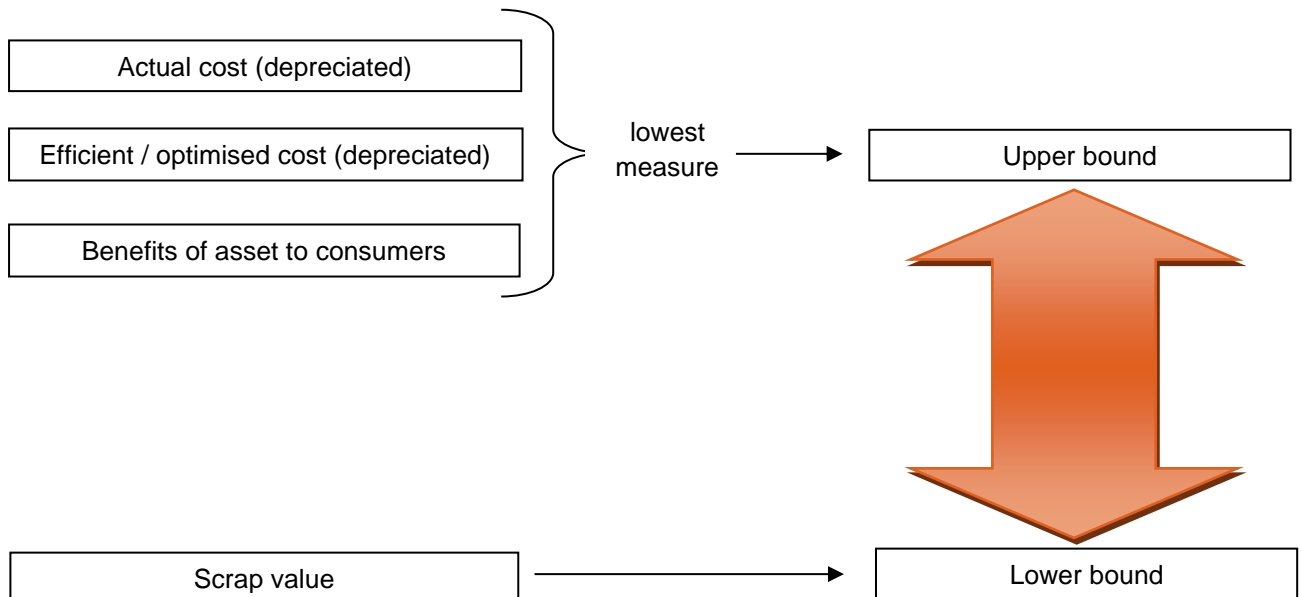 Actual cost (depreciated)
Efficient / optimised cost (depreciated)
Benefits of asset to consumers
lowest
measure
Upper bound
Scrap value
Lower bound